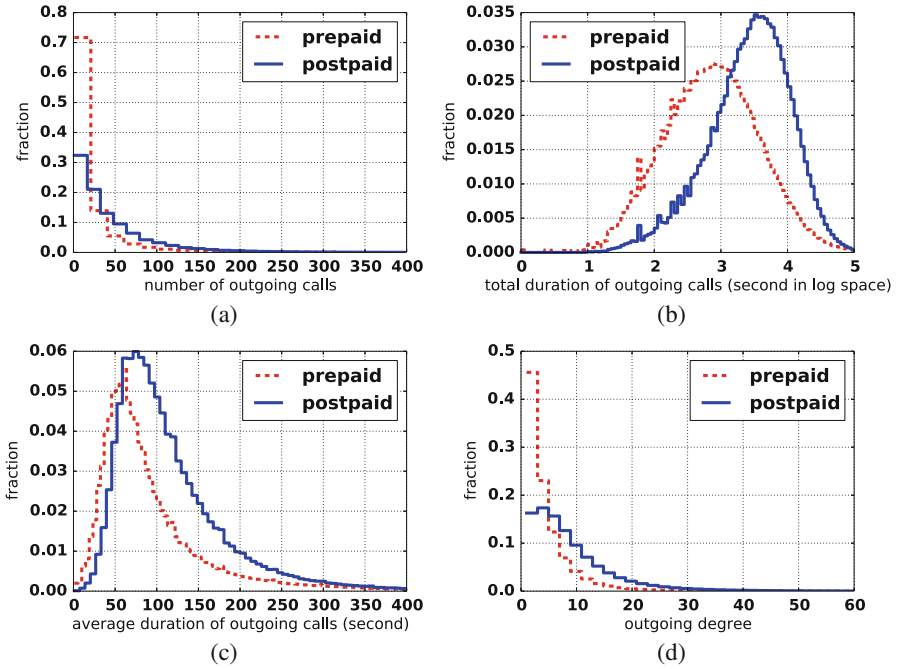 0.8
0.7
0.6
0.5
0.4
0.3
0.2
0.1
0.0
fraction
prepaid
postpaid
0 50 100 150 200 250 300 350 400
number of outgoing calls
(a)
0.035
0.030
0.025
0.020
0.015
0.010
0.005
0.000
fraction
prepaid
postpaid
0 1 2 3 4 5
total duration of outgoing calls (second in log space)
(b)
0.06
0.05
0.04
0.03
0.02
0.01
0.00
fraction
prepaid
postpaid
0 50 100 150 200 250 300 350 400
average duration of outgoing calls (second)
(c)
0.5
0.4
0.3
0.2
0.1
0.0
fraction
prepaid
postpaid
0 10 20 30 40 50 60
outgoing degree
(d)